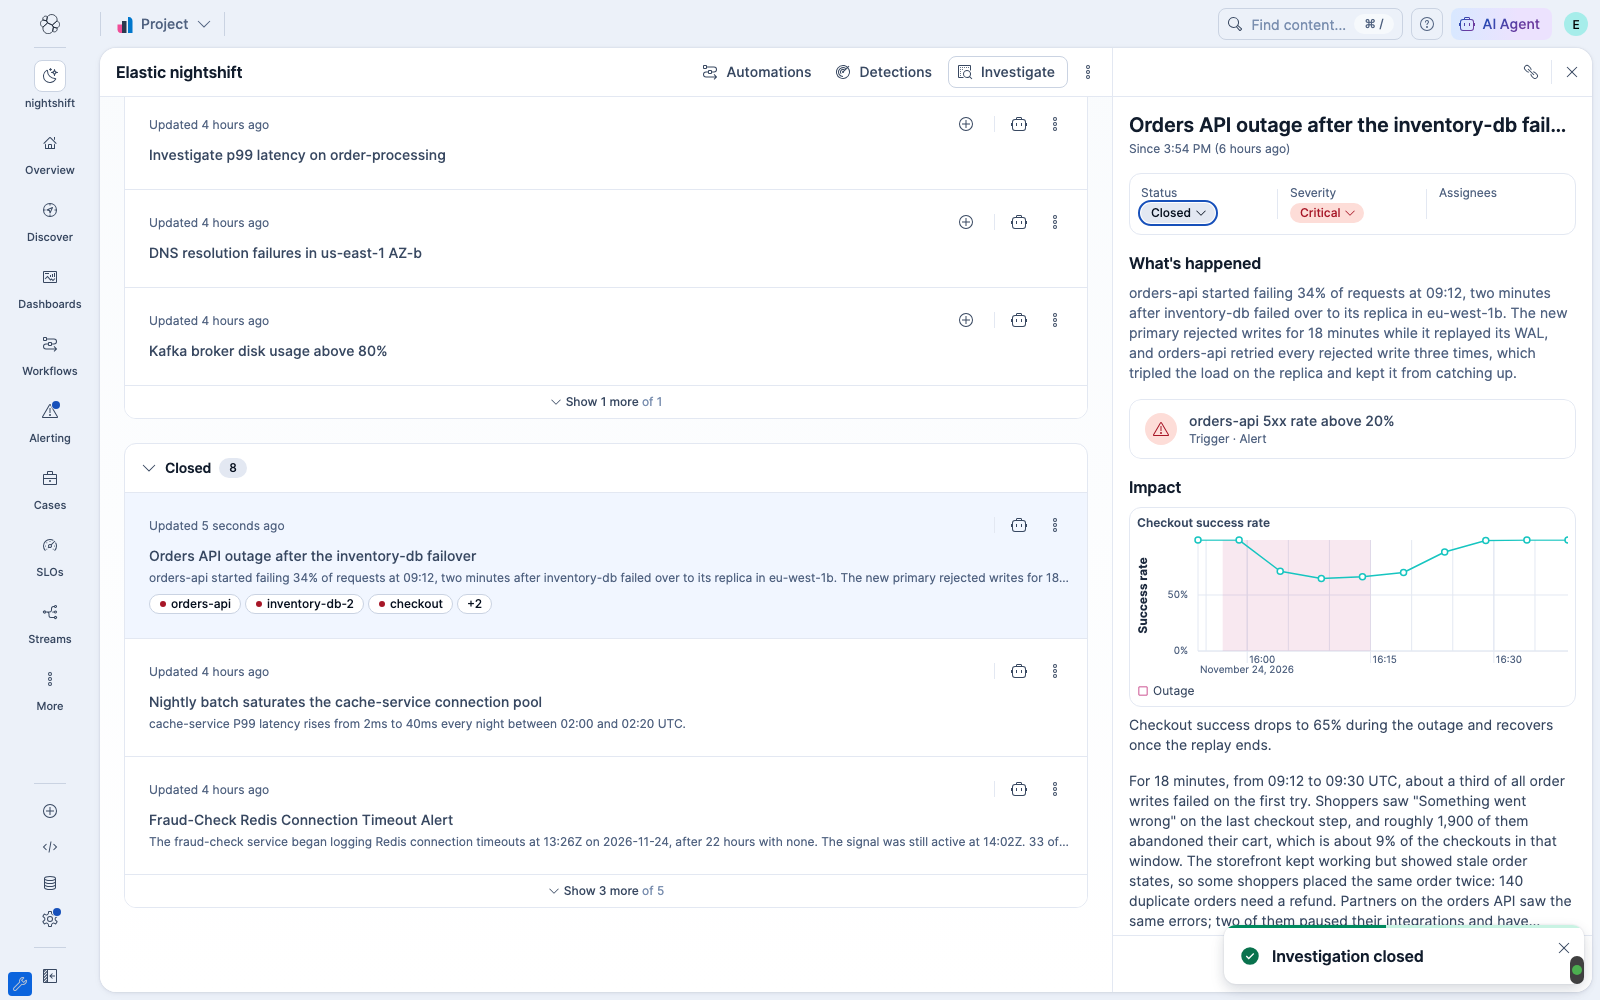 Project
Find content...
⌘ /
AI Agent
E
nightshift
Overview
Discover
Dashboards
Workflows
Alerting
Cases
SLOs
Streams
More
Elastic nightshift
Automations
Detections
Investigate
Updated 4 hours ago
Investigate p99 latency on order-processing
Updated 4 hours ago
DNS resolution failures in us-east-1 AZ-b
Updated 4 hours ago
Kafka broker disk usage above 80%
Show 1 more of 1
Closed 8
Updated 5 seconds ago
Orders API outage after the inventory-db failover
orders-api started failing 34% of requests at 09:12, two minutes after inventory-db failed over to its replica in eu-west-1b. The new primary rejected writes for 18...
orders-api
inventory-db-2
checkout
+2
Updated 4 hours ago
Nightly batch saturates the cache-service connection pool
cache-service P99 latency rises from 2ms to 40ms every night between 02:00 and 02:20 UTC.
Updated 4 hours ago
Fraud-Check Redis Connection Timeout Alert
The fraud-check service began logging Redis connection timeouts at 13:26Z on 2026-11-24, after 22 hours with none. The signal was still active at 14:02Z. 33 of...
Show 3 more of 5
Orders API outage after the inventory-db fail...
Since 3:54 PM (6 hours ago)
Status
Closed
Severity
Critical
Assignees
What's happened
orders-api started failing 34% of requests at 09:12, two minutes
after inventory-db failed over to its replica in eu-west-1b. The new
primary rejected writes for 18 minutes while it replayed its WAL,
and orders-api retried every rejected write three times, which
tripled the load on the replica and kept it from catching up.
orders-api 5xx rate above 20%
Trigger · Alert
Impact
Checkout success rate
Success rate
50%
0%
16:00
16:15
16:30
November 24, 2026
Outage
Checkout success drops to 65% during the outage and recovers
once the replay ends.
For 18 minutes, from 09:12 to 09:30 UTC, about a third of all order
writes failed on the first try. Shoppers saw "Something went
wrong" on the last checkout step, and roughly 1,900 of them
abandoned their cart, which is about 9% of the checkouts in that
window. The storefront kept working but showed stale order
states, so some shoppers placed the same order twice: 140
duplicate orders need a refund. Partners on the orders API saw the
same errors; two of them paused their integrations and have...
Investigation closed